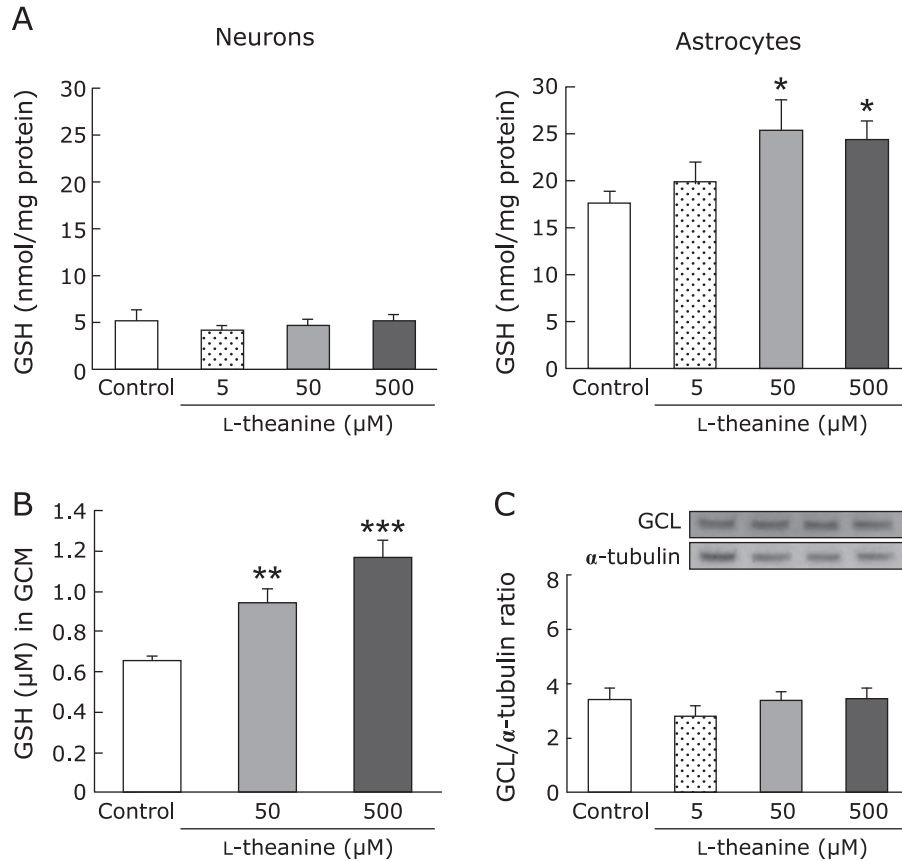 A
Neurons
GSH (nmol/mg protein)
30
25
20
15
10
5
0
Control 5 50 500
L-theanine (µM)
Astrocytes
GSH (nmol/mg protein)
30
25
20
15
10
5
0
* *
Control 5 50 500
L-theanine (µM)
B
GSH (µM) in GCM
1.4
1.2
1.0
0.8
0.6
0.4
0.2
0
** ***
Control 50 500
L-theanine (µM)
C
GCL
α-tubulin
GCL/α-tubulin ratio
8
6
4
2
0
Control 5 50 500
L-theanine (µM)